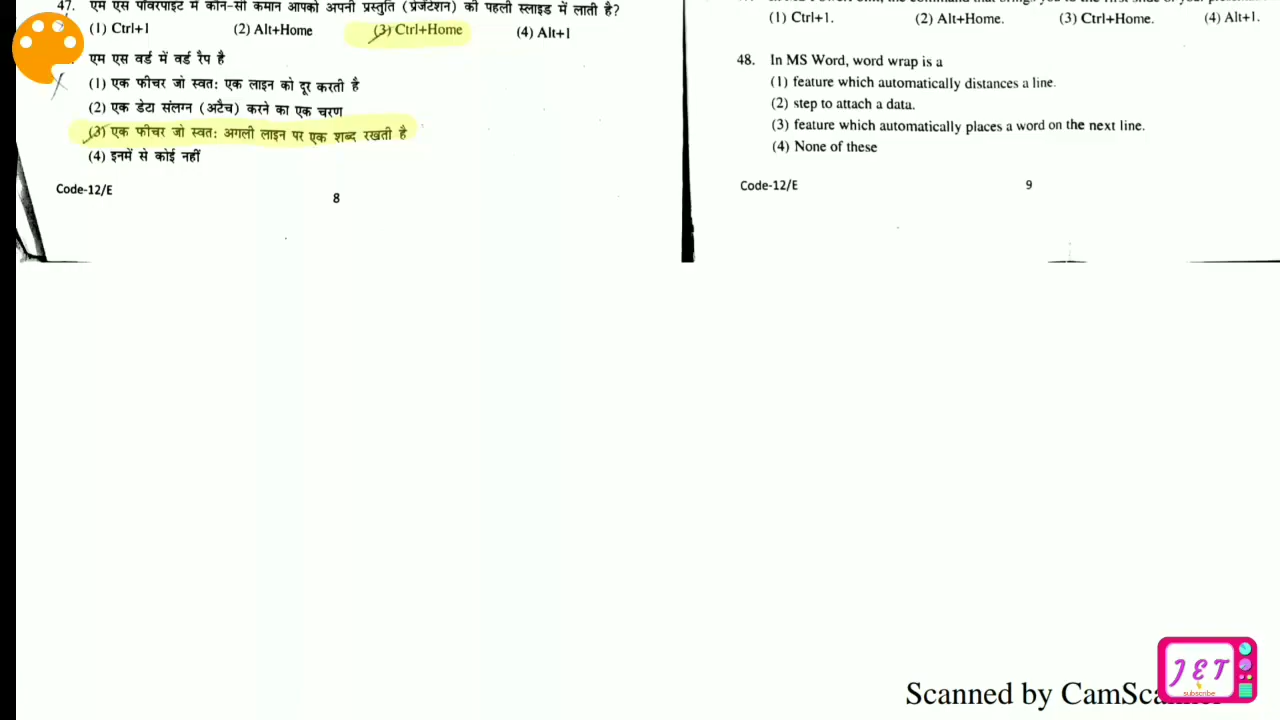 47. एम एस पावरपाइंट में कौन-सी कमान आपको अपनी प्रस्तुति (प्रेजेंटेशन) की पहली स्लाइड में लाती है?
(1) Ctrl+1 (2) Alt+Home (3) Ctrl+Home (4) Alt+1
एम एस वर्ड में वर्ड रैप है
(1) एक फीचर जो स्वतः एक लाइन को दूर करती है
(2) एक डेटा संलग्न (अटैच) करने का एक चरण
(3) एक फीचर जो स्वतः अगली लाइन पर एक शब्द रखती है
(4) इनमें से कोई नहीं
Code-12/E
8
(1) Ctrl+1. (2) Alt+Home. (3) Ctrl+Home. (4) Alt+1.
48. In MS Word, word wrap is a
(1) feature which automatically distances a line.
(2) step to attach a data.
(3) feature which automatically places a word on the next line.
(4) None of these
Code-12/E
9
JET
subscribe
Scanned by